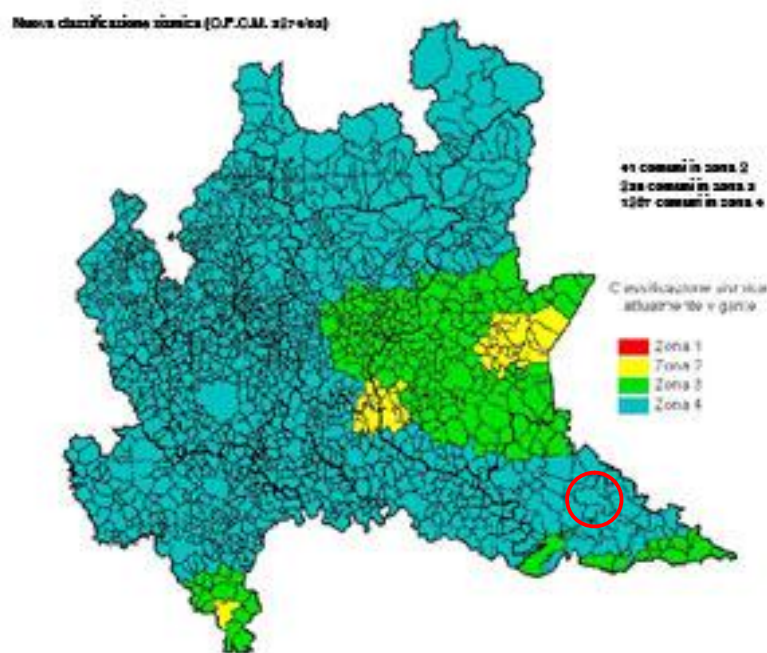 Nuova classificazione sismica (O.P.C.M. 3274/03)
41 comuni in zona 2
238 comuni in zona 3
1267 comuni in zona 4
Classificazione sismica
attualmente vigente
Zona 1
Zona 2
Zona 3
Zona 4